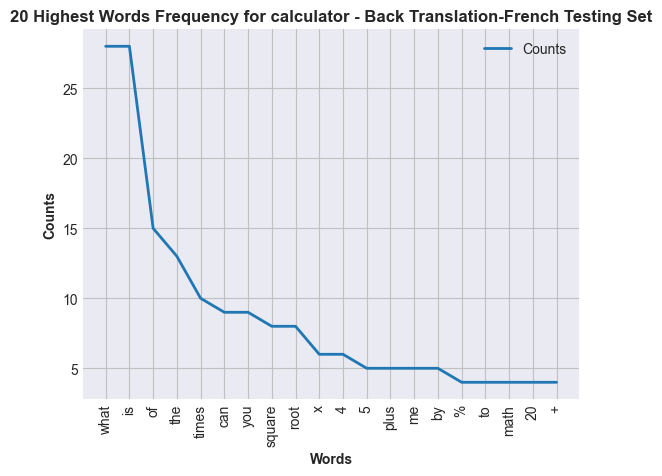 20 Highest Words Frequency for calculator - Back Translation-French Testing Set
Counts
25
20
15
10
5
Counts
what
is
of
the
times
can
you
square
root
x
4
5
plus
me
by
%
to
math
20
+
Words